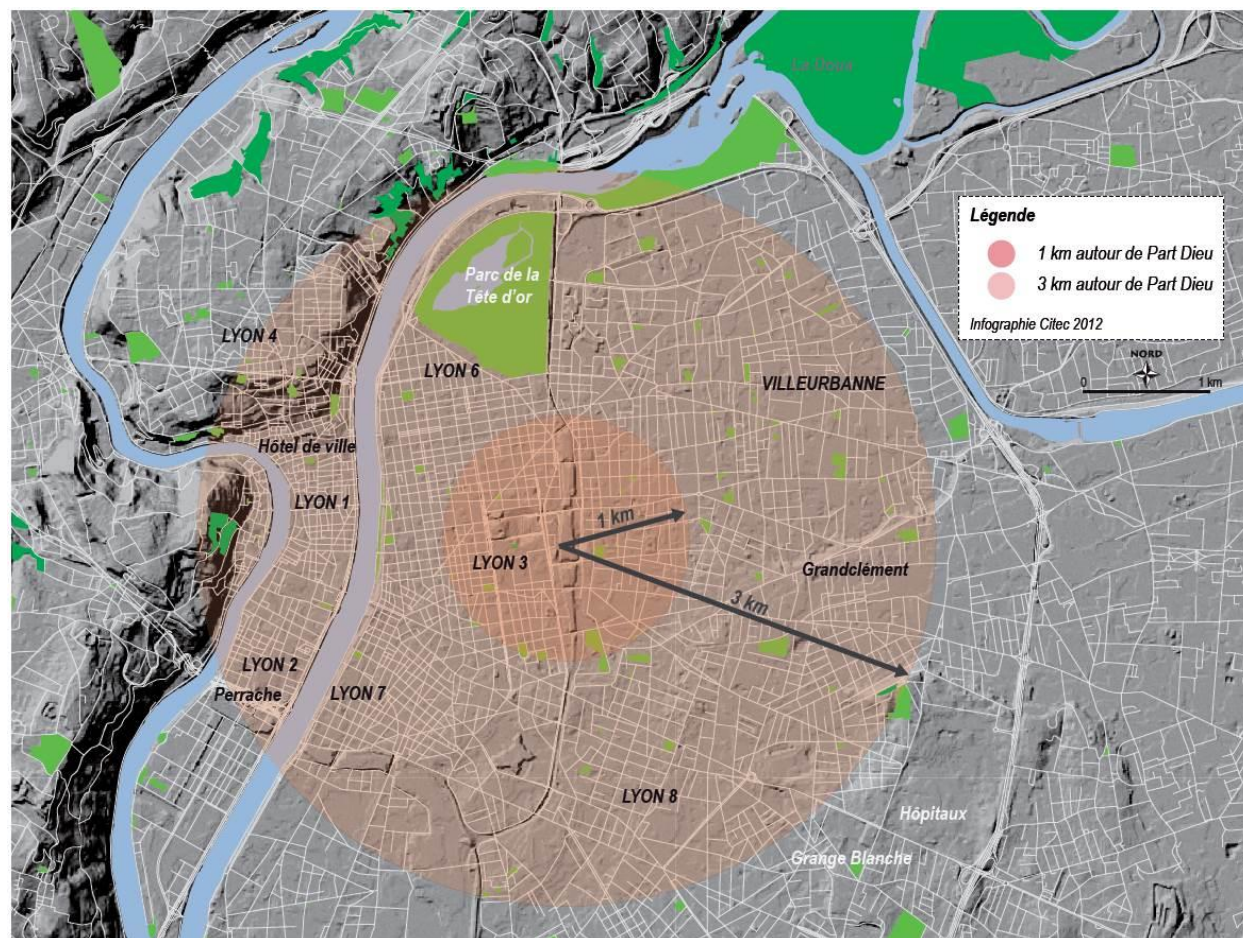 La Doua
Légende
1 km autour de Part Dieu
3 km autour de Part Dieu
Infographie Citec 2012
NORD
0 1 km
Parc de la
Tête d'or
LYON 4
LYON 6
VILLEURBANNE
Hôtel de ville
LYON 1
1 km
LYON 3
Grandclément
3 km
LYON 2
Perrache
LYON 7
LYON 8
Hôpitaux
Grange Blanche